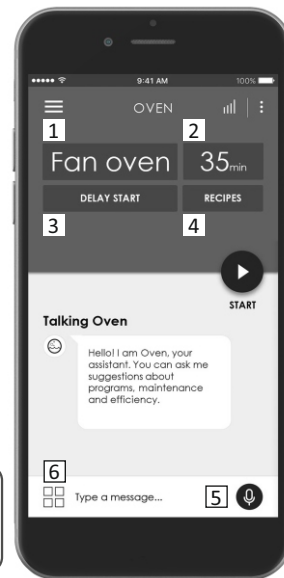 9:41 AM 100%
OVEN
1 2
Fan oven 35min
DELAY START RECIPES
3 4
START
Talking Oven
Hello! I am Oven, your
assistant. You can ask me
suggestions about
programs, maintenance
and efficiency.
6
Type a message... 5